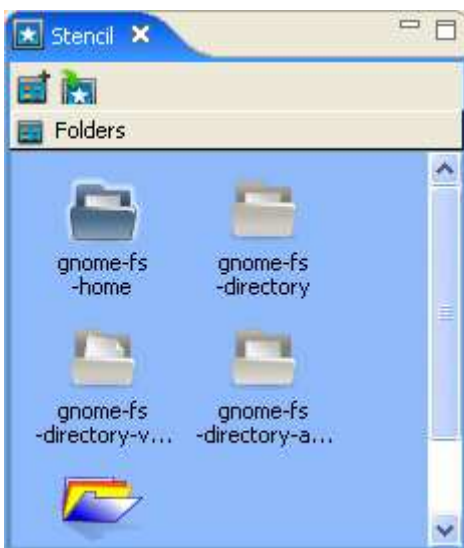 Stencil
Folders
gnome-fs
-home
gnome-fs
-directory
gnome-fs
-directory-v...
gnome-fs
-directory-a...